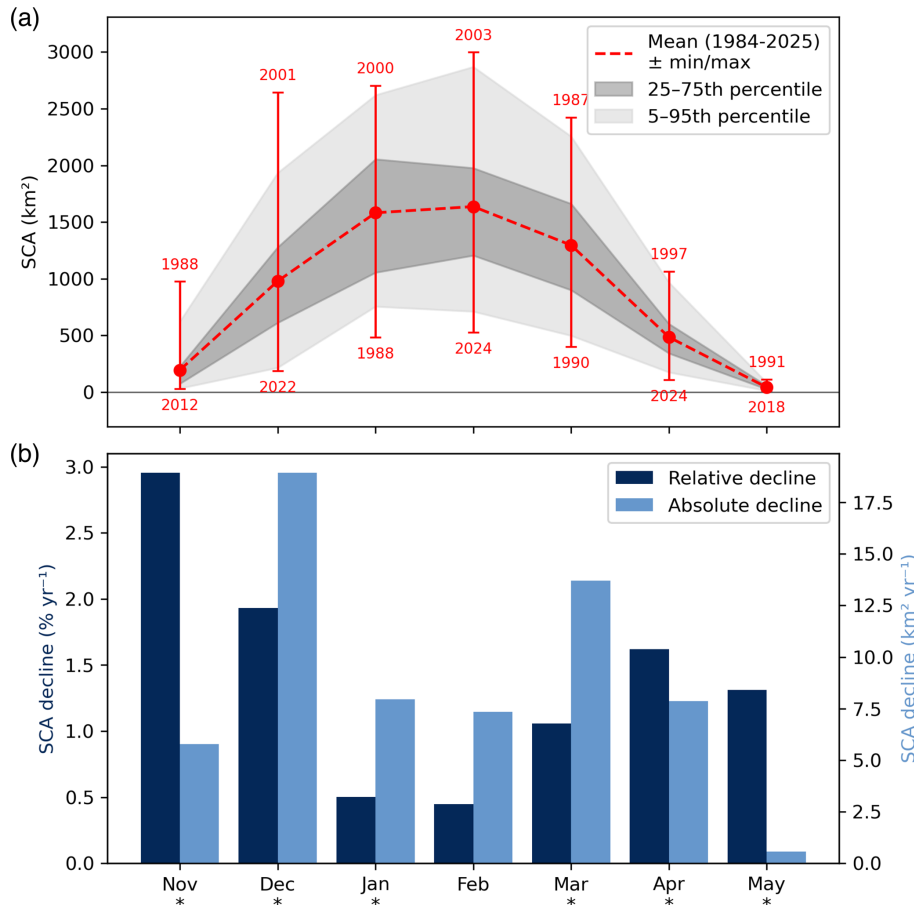 (a)
3000
2500
2000
1500
1000
500
0
SCA (km²)
1988
2001
2000
2003
1987
1997
1991
2012
2022
1988
2024
1990
2024
2018
Mean (1984-2025)
± min/max
25–75th percentile
5–95th percentile
(b)
3.0
2.5
2.0
1.5
1.0
0.5
0.0
SCA decline (% yr⁻¹)
Relative decline
Absolute decline
17.5
15.0
12.5
10.0
7.5
5.0
2.5
0.0
SCA decline (km² yr⁻¹)
Nov Dec Jan Feb Mar Apr May
* * * * * *